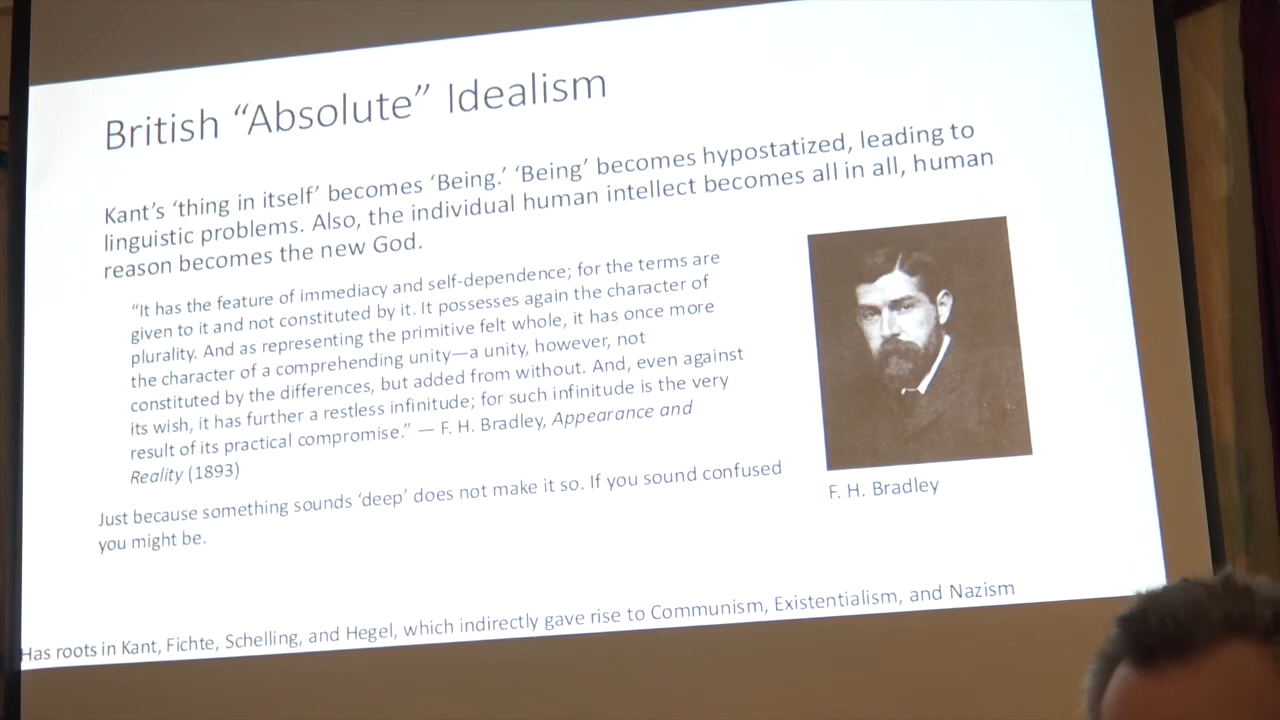 British “Absolute” Idealism
Kant’s ‘thing in itself’ becomes ‘Being.’ ‘Being’ becomes hypostatized, leading to
linguistic problems. Also, the individual human intellect becomes all in all, human
reason becomes the new God.
“It has the feature of immediacy and self-dependence; for the terms are
given to it and not constituted by it. It possesses again the character of
plurality. And as representing the primitive felt whole, it has once more
the character of a comprehending unity—a unity, however, not
constituted by the differences, but added from without. And, even against
its wish, it has further a restless infinitude; for such infinitude is the very
result of its practical compromise.” — F. H. Bradley, Appearance and
Reality (1893)
F. H. Bradley
Just because something sounds ‘deep’ does not make it so. If you sound confused
you might be.
Has roots in Kant, Fichte, Schelling, and Hegel, which indirectly gave rise to Communism, Existentialism, and Nazism